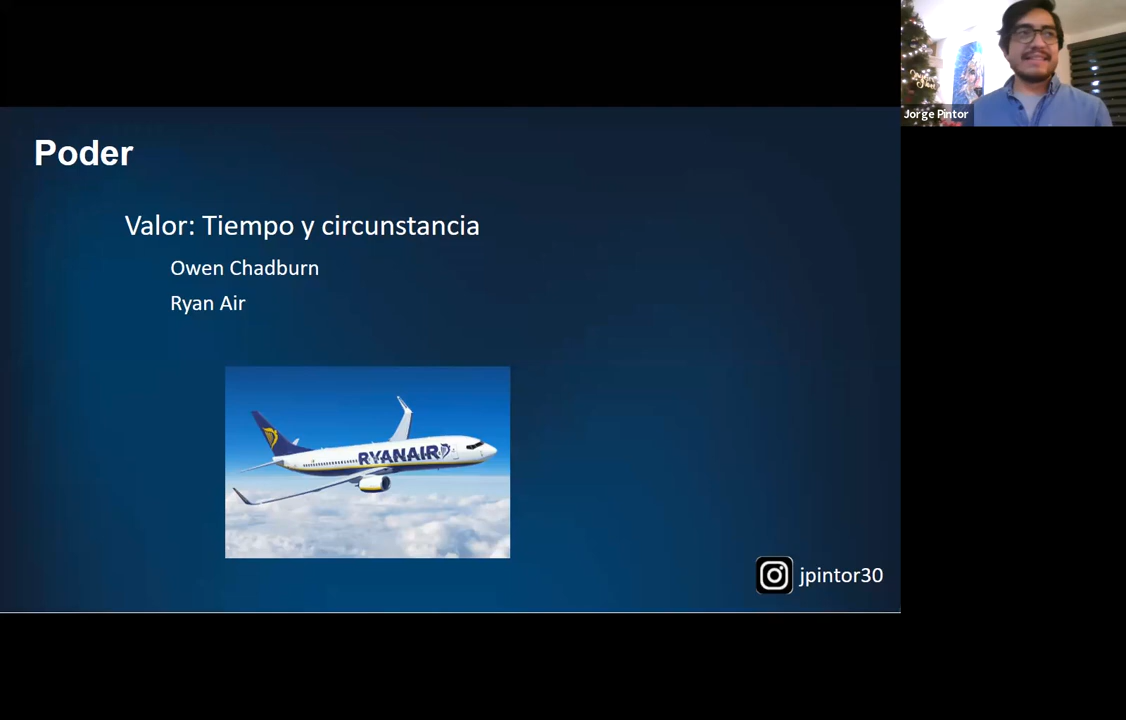 Jorge Pintor
Poder
Valor: Tiempo y circunstancia
Owen Chadburn
Ryan Air
RYANAIR
jpintor30